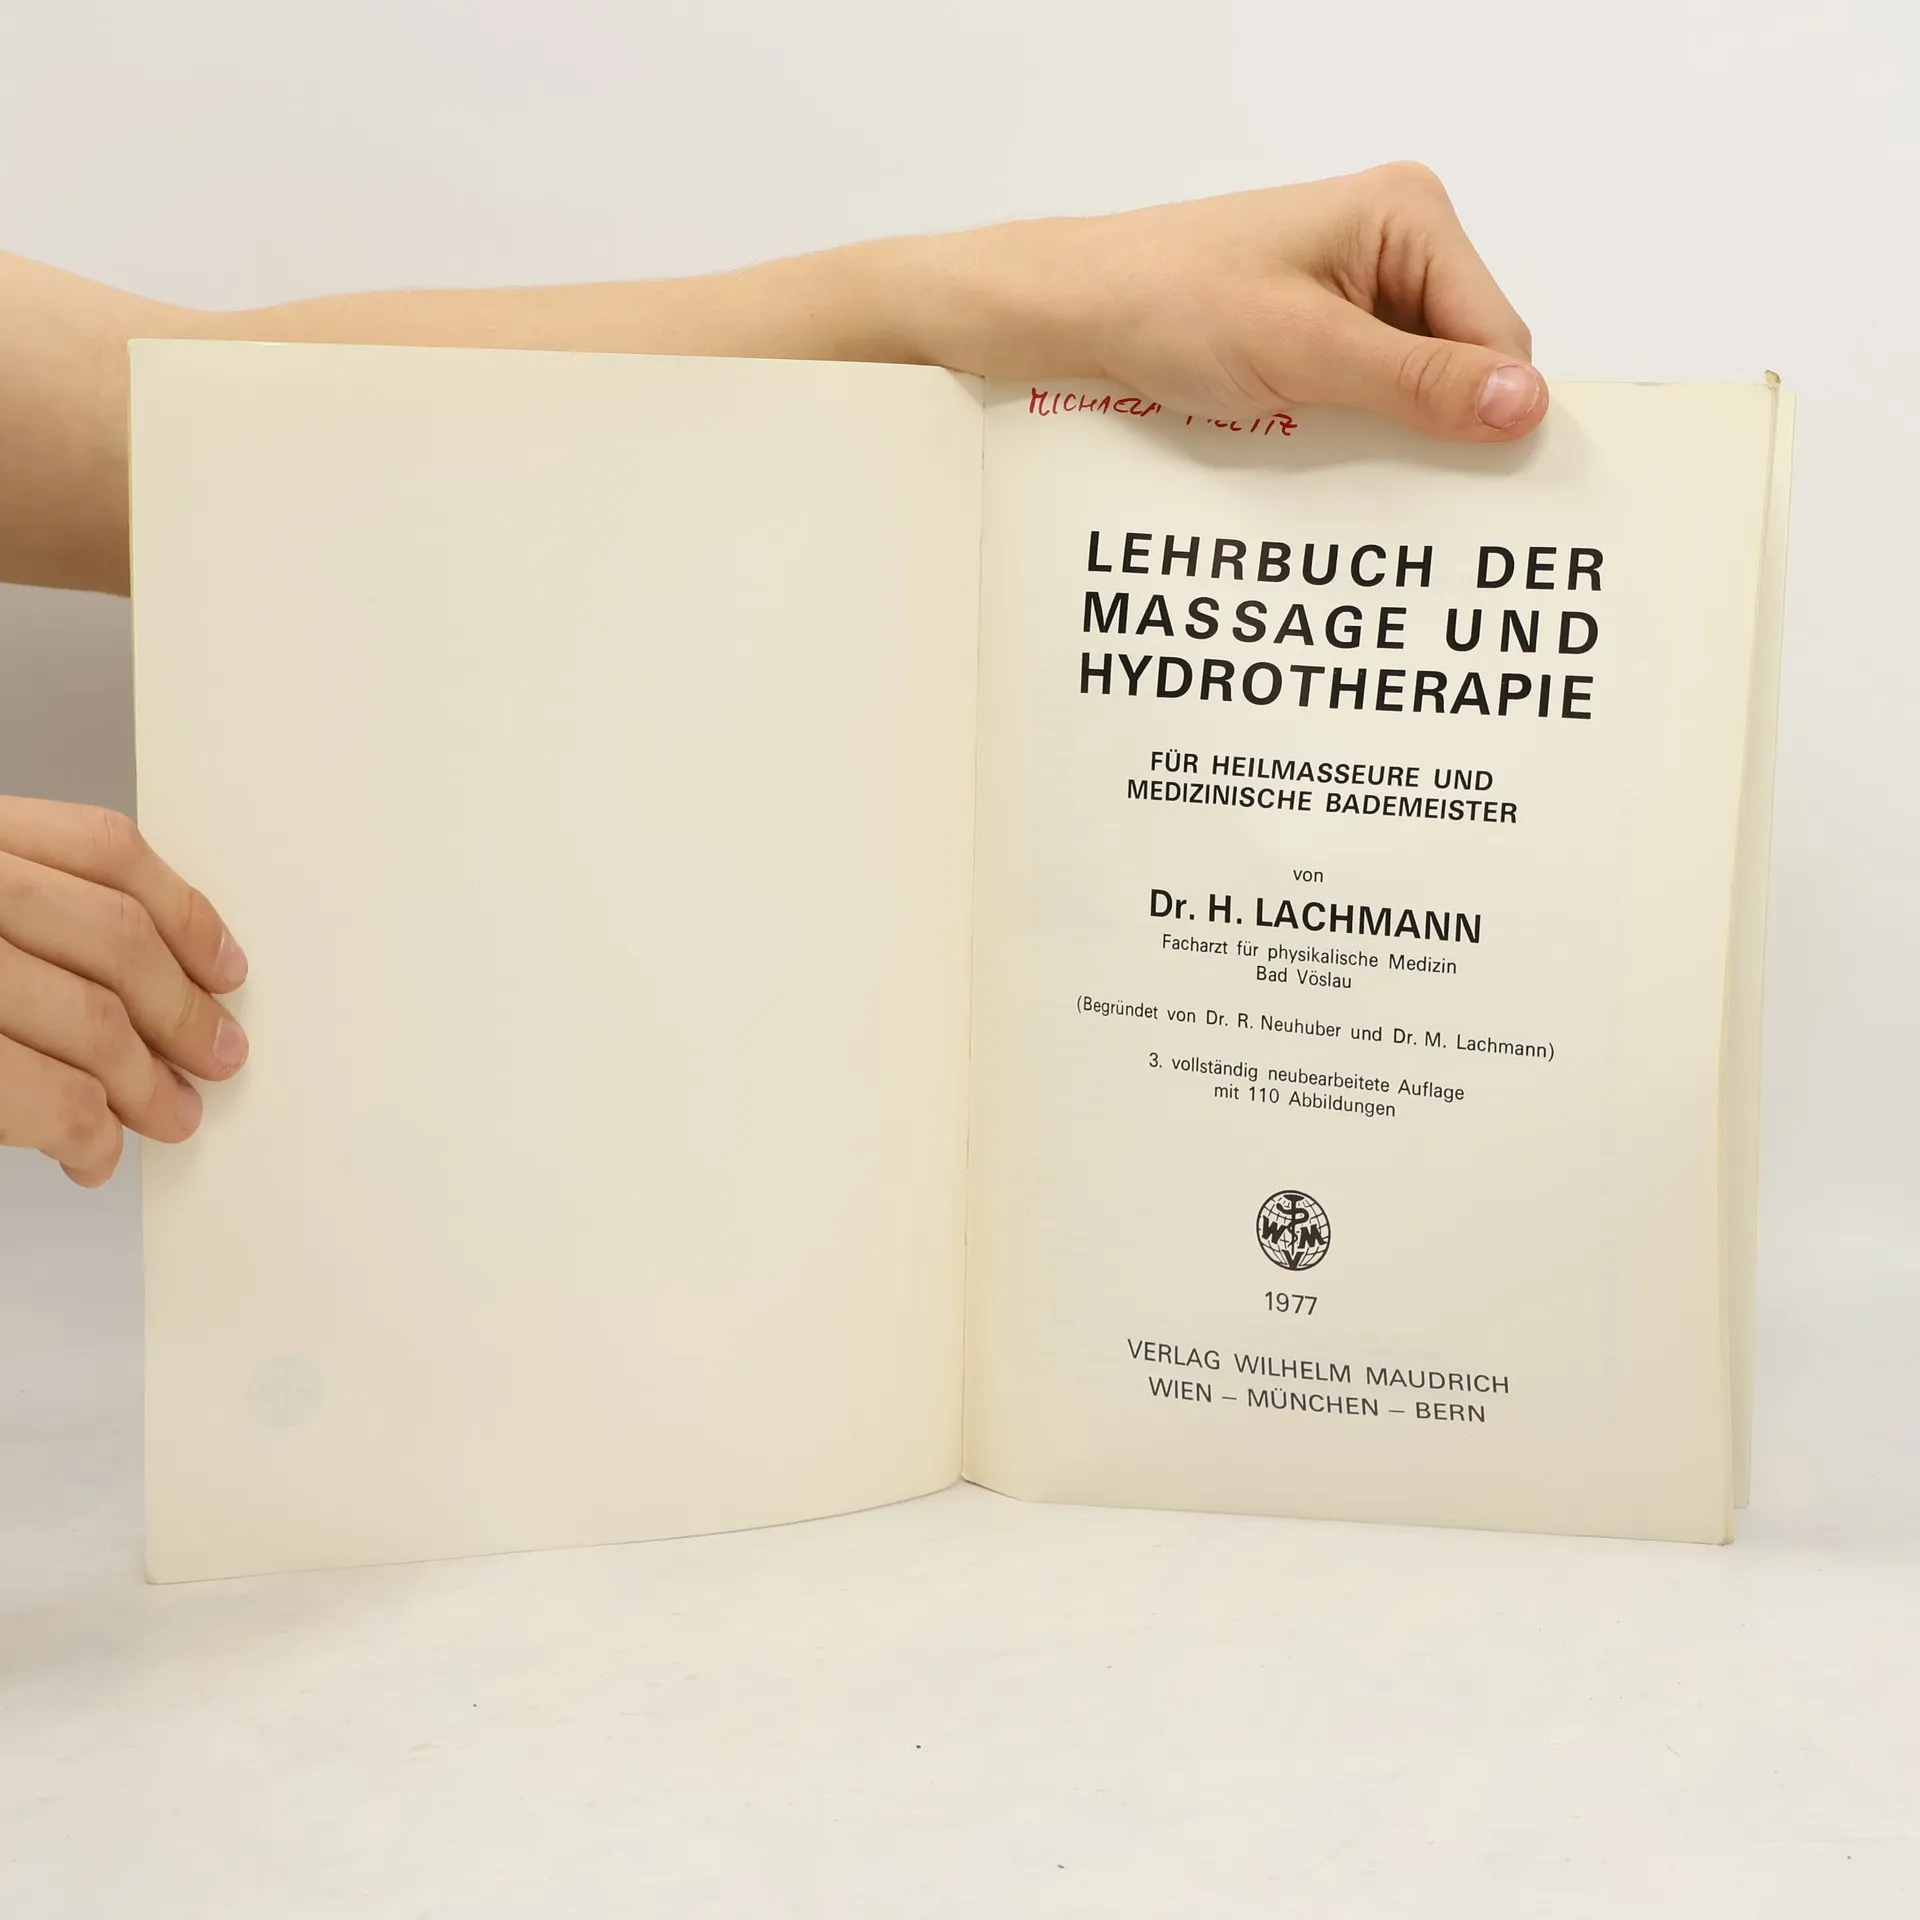 MICHAELA
LEHRBUCH DER
MASSAGE UND
HYDROTHERAPIE
FÜR HEILMASSEURE UND
MEDIZINISCHE BADEMEISTER
von
Dr. H. LACHMANN
Facharzt für physikalische Medizin
Bad Vöslau
(Begründet von Dr. R. Neuhuber und Dr. M. Lachmann)
3. vollständig neubearbeitete Auflage
mit 110 Abbildungen
W M
V
1977
VERLAG WILHELM MAUDRICH
WIEN – MÜNCHEN – BERN